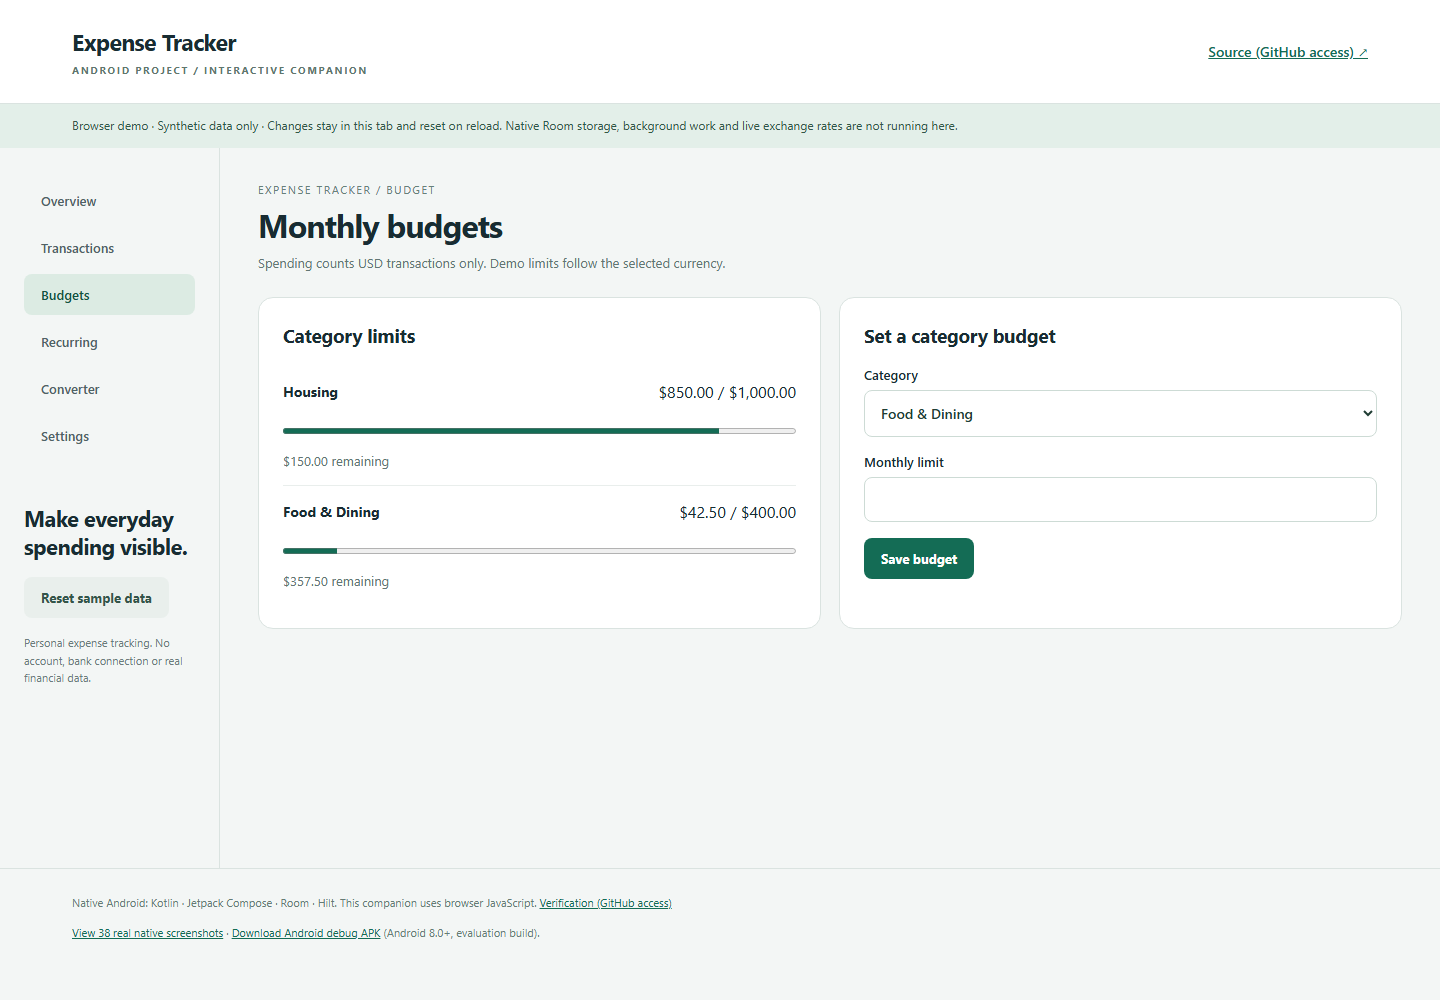 Expense Tracker
ANDROID PROJECT / INTERACTIVE COMPANION
Source (GitHub access) ↗
Browser demo · Synthetic data only · Changes stay in this tab and reset on reload. Native Room storage, background work and live exchange rates are not running here.
Overview
Transactions
Budgets
Recurring
Converter
Settings
Make everyday
spending visible.
Reset sample data
Personal expense tracking. No
account, bank connection or real
financial data.
EXPENSE TRACKER / BUDGET
Monthly budgets
Spending counts USD transactions only. Demo limits follow the selected currency.
Category limits
Housing $850.00 / $1,000.00
$150.00 remaining
Food & Dining $42.50 / $400.00
$357.50 remaining
Set a category budget
Category
Food & Dining
Monthly limit
Save budget
Native Android: Kotlin · Jetpack Compose · Room · Hilt. This companion uses browser JavaScript. Verification (GitHub access)
View 38 real native screenshots · Download Android debug APK (Android 8.0+, evaluation build).